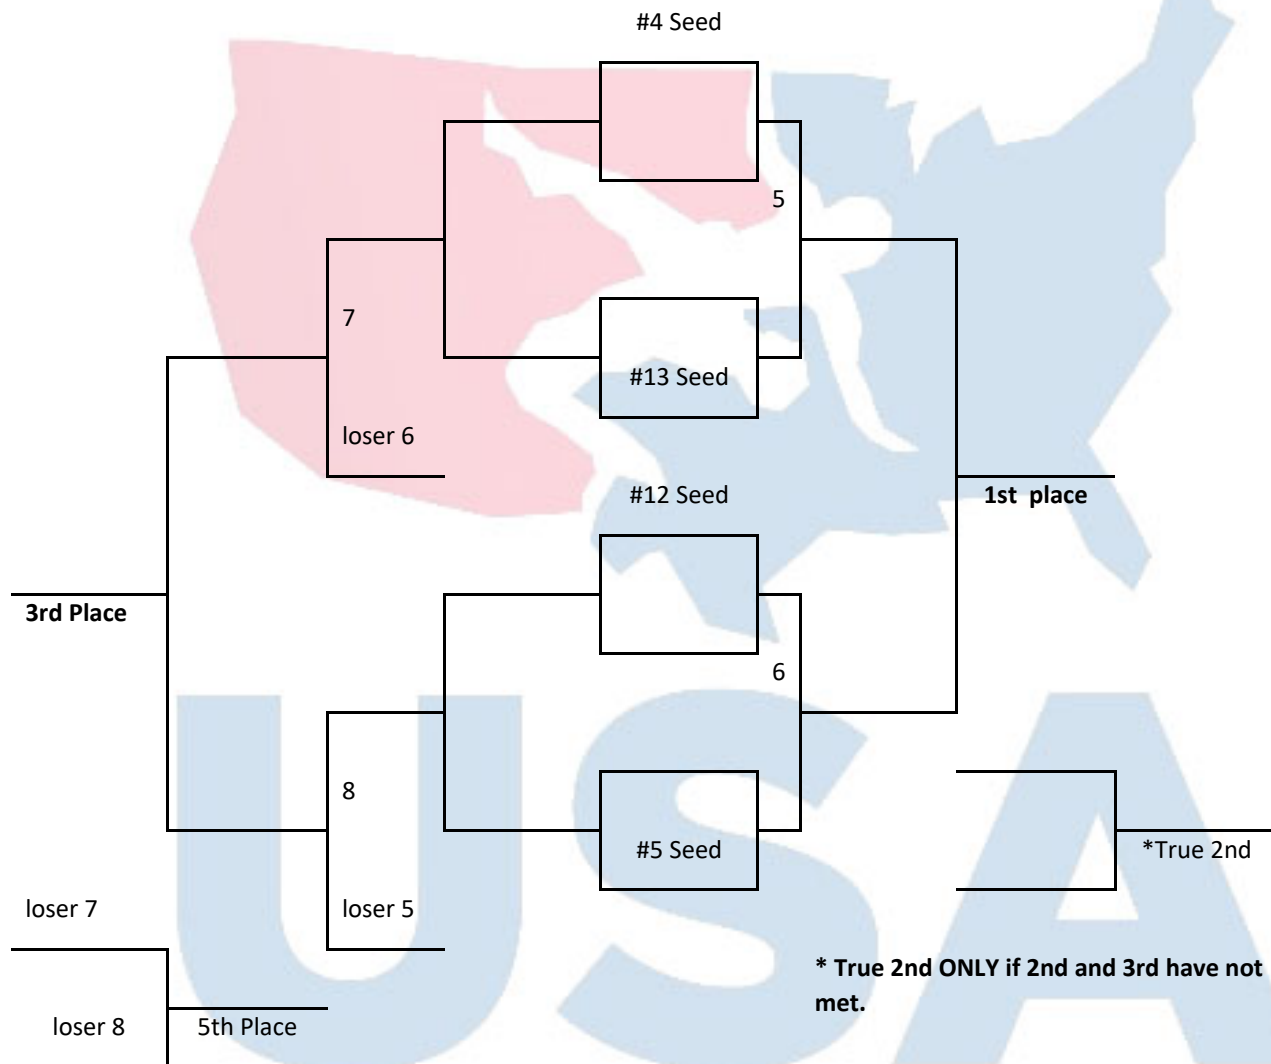 #4 Seed
5
7
#13 Seed
loser 6
#12 Seed
1st  place
3rd Place
6
8
#5 Seed
*True 2nd
loser 7
loser 5
* True 2nd ONLY if 2nd and 3rd have not
met.
loser 8
5th Place
USA